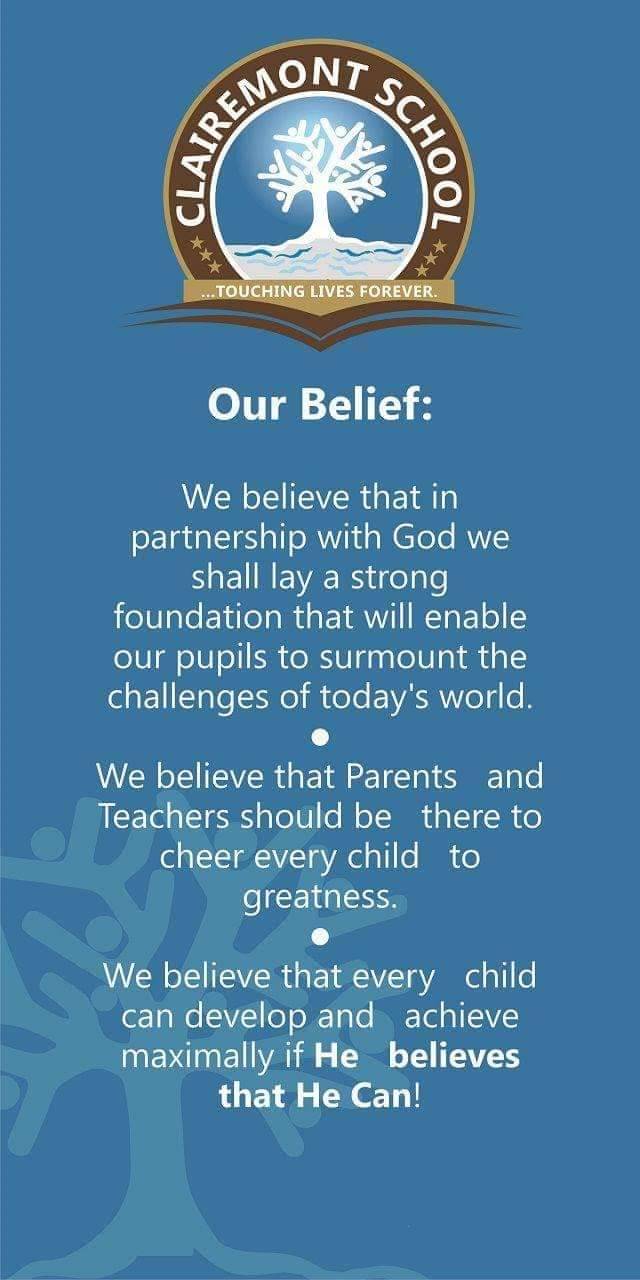 CLAIREMONT SCHOOL
...TOUCHING LIVES FOREVER.
Our Belief:
We believe that in
partnership with God we
shall lay a strong
foundation that will enable
our pupils to surmount the
challenges of today's world.
●
We believe that Parents   and
Teachers should be   there to
cheer every child   to
greatness.
●
We believe that every   child
can develop and   achieve
maximally if He   believes
that He Can!